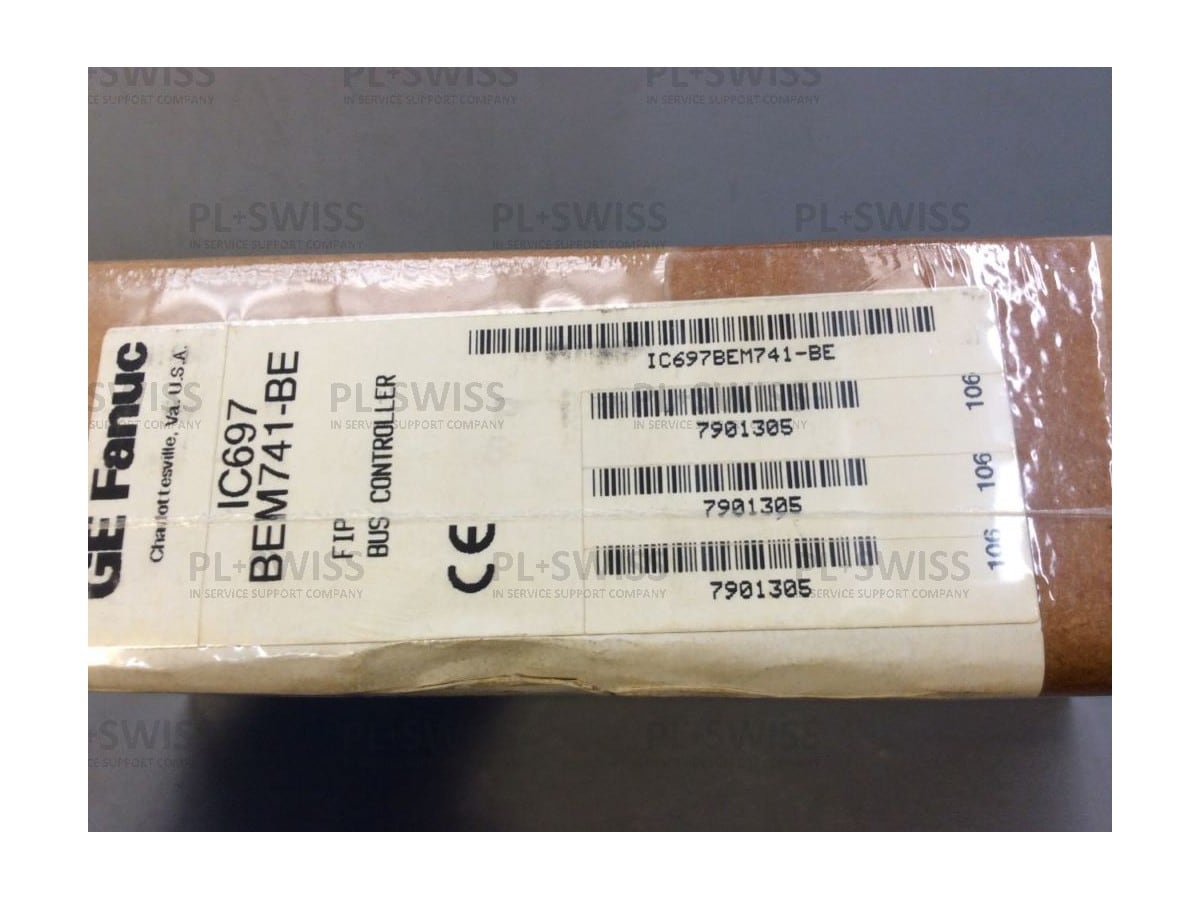 GE Fanuc
Charlottesville, Va. U.S.A.
IC697
BEM741-BE
FIP
BUS CONTROLLER
CE
IC697BEM741-BE
7901305
106
7901305
106
7901305
106
PL+SWISS
IN SERVICE SUPPORT COMPANY